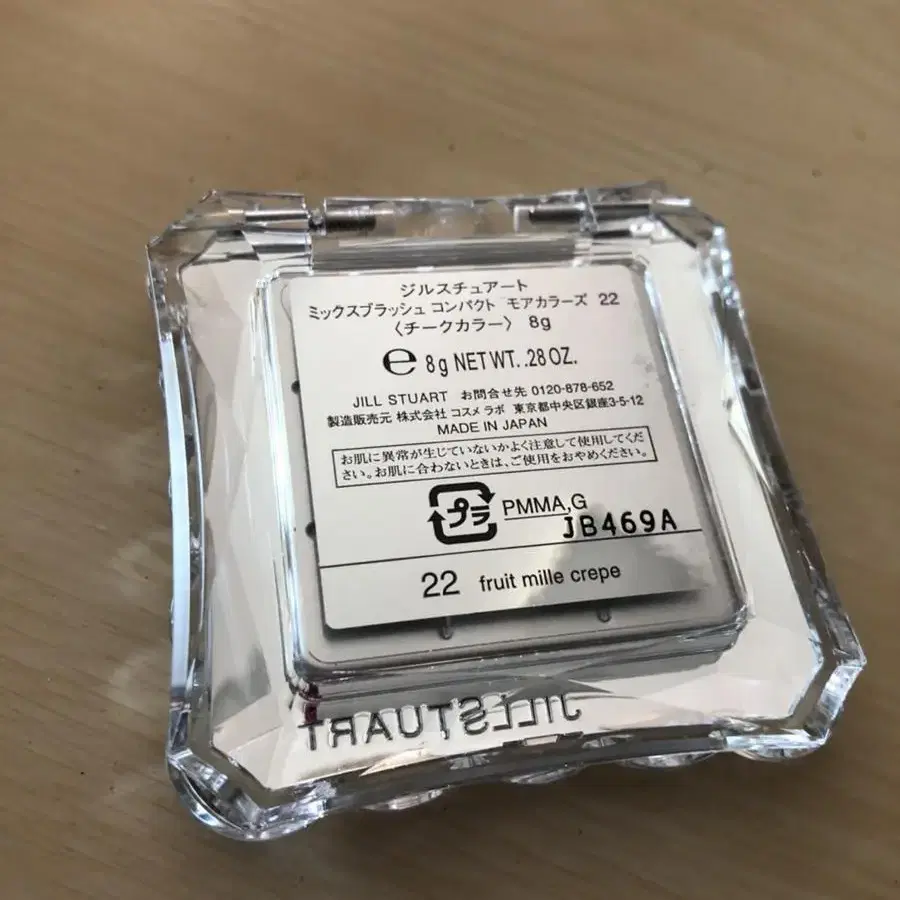 ジルスチュアート
ミックスブラッシュ コンパクト モアカラーズ 22
〈チークカラー〉 8g
℮ 8g NET WT. .28 OZ.
JILL STUART お問合せ先 0120-878-652
製造販売元 株式会社 コスメ ラボ 東京都中央区銀座3-5-12
MADE IN JAPAN
お肌に異常が生じていないかよく注意して使用してくだ
さい。お肌に合わないときは、ご使用をおやめください。
プラ PMMA,G
JB469A
22 fruit mille crepe
JILLSTUART